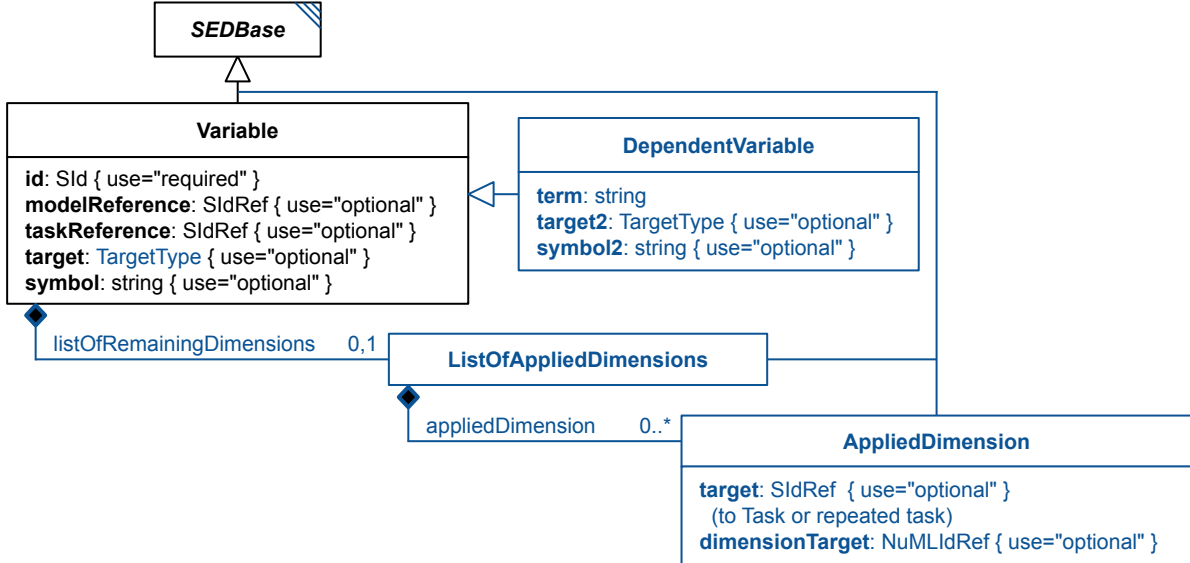 SEDBase
Variable
id: SId { use="required" }
modelReference: SIdRef { use="optional" }
taskReference: SIdRef { use="optional" }
target: TargetType { use="optional" }
symbol: string { use="optional" }
DependentVariable
term: string
target2: TargetType { use="optional" }
symbol2: string { use="optional" }
listOfRemainingDimensions 0,1
ListOfAppliedDimensions
appliedDimension 0..*
AppliedDimension
target: SIdRef { use="optional" }
(to Task or repeated task)
dimensionTarget: NuMLIdRef { use="optional" }